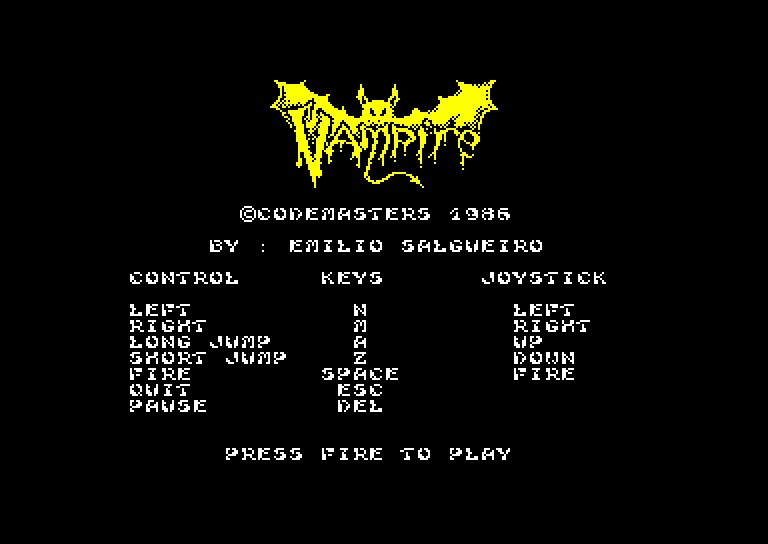 Vampire
©CODEMASTERS 1986
BY : EMILIO SALGUEIRO
CONTROL KEYS JOYSTICK
LEFT N LEFT
RIGHT M RIGHT
LONG JUMP A UP
SHORT JUMP Z DOWN
FIRE SPACE FIRE
QUIT ESC
PAUSE DEL
PRESS FIRE TO PLAY